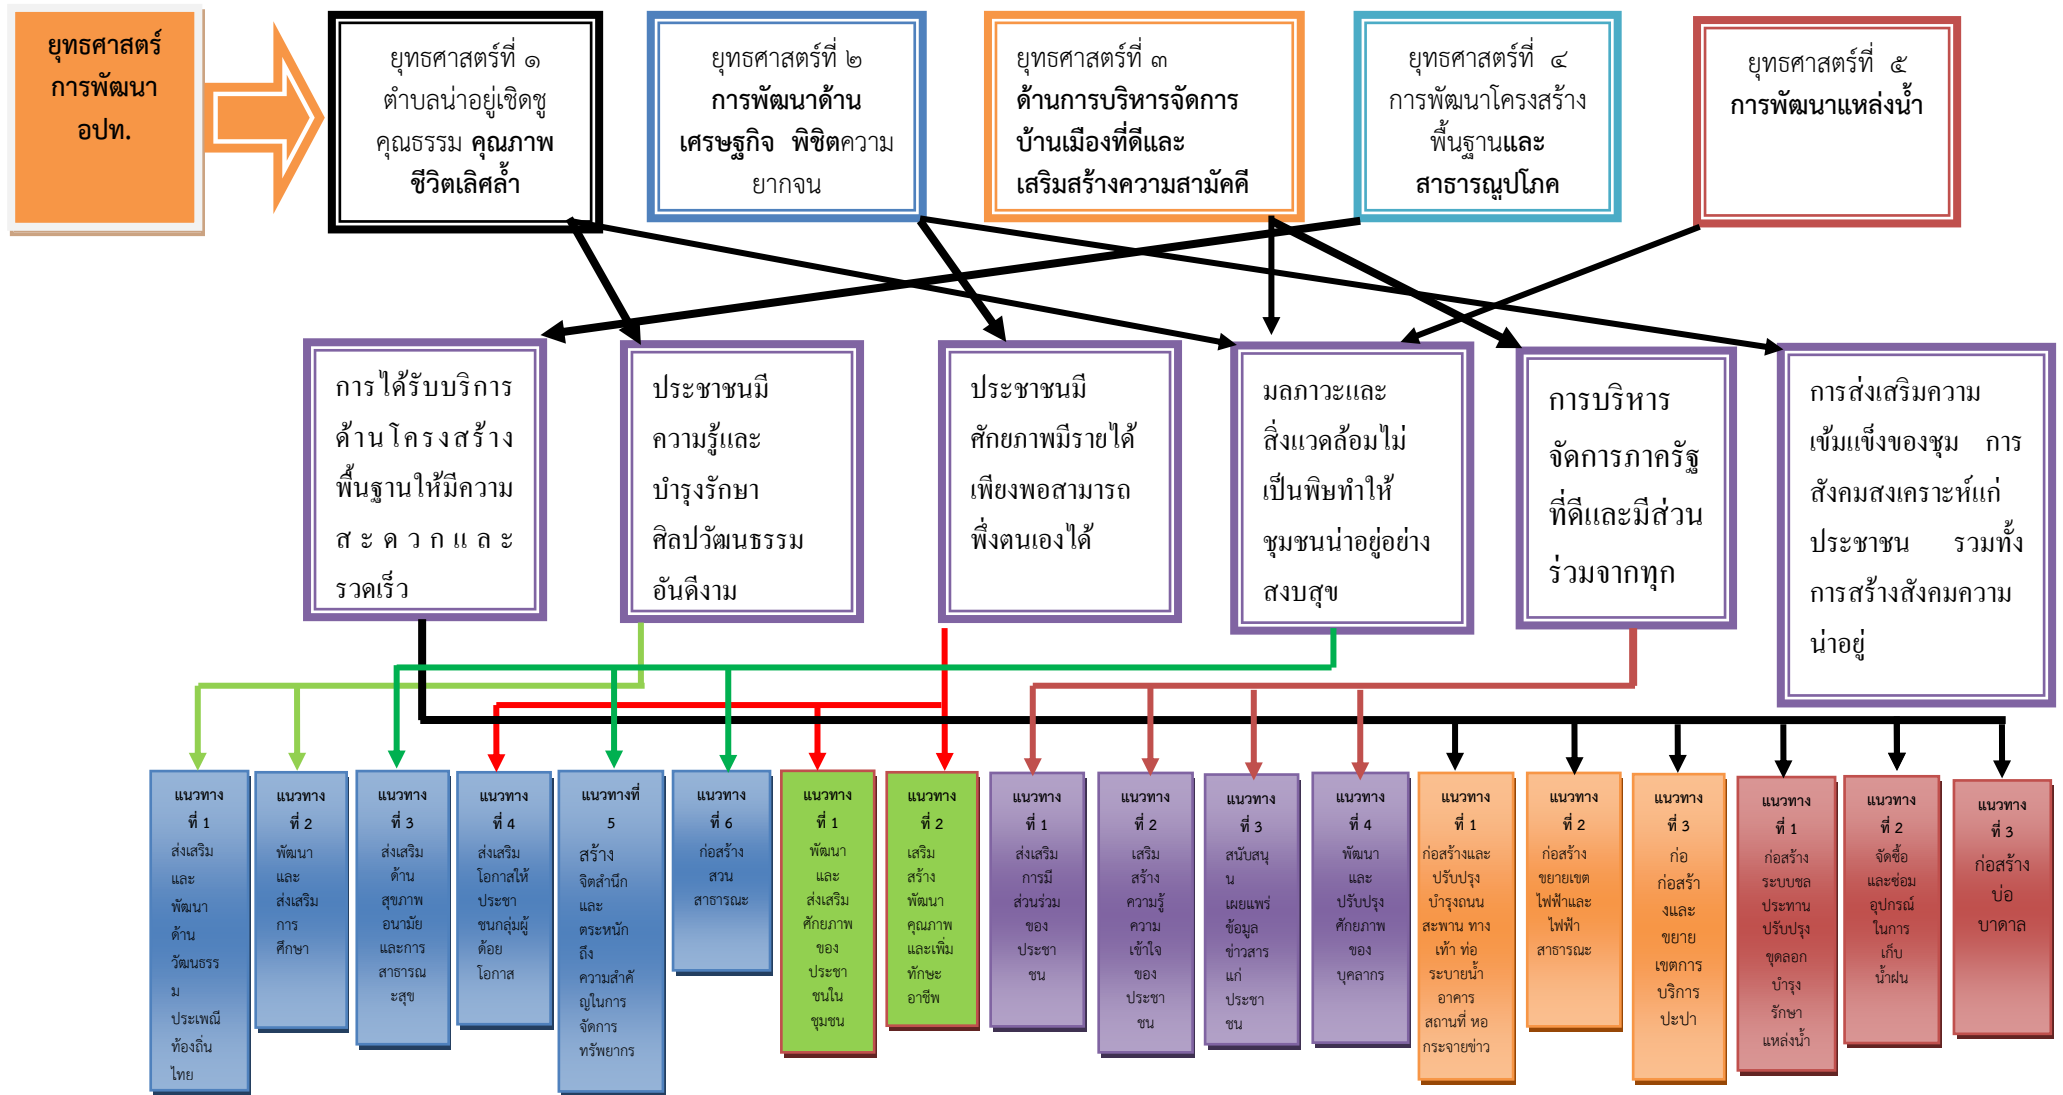 ยุทธศาสตร์
การพัฒนา
อปท.
ยุทธศาสตร์ที่ ๑
ตำบลน่าอยู่เชิดชู
คุณธรรม คุณภาพ
ชีวิตเลิศล้ำ
ยุทธศาสตร์ที่ ๒
การพัฒนาด้าน
เศรษฐกิจ พิชิตความ
ยากจน
ยุทธศาสตร์ที่ ๓
ด้านการบริหารจัดการ
บ้านเมืองที่ดีและ
เสริมสร้างความสามัคคี
ยุทธศาสตร์ที่ ๔
การพัฒนาโครงสร้าง
พื้นฐานและ
สาธารณูปโภค
ยุทธศาสตร์ที่ ๕
การพัฒนาแหล่งน้ำ
การได้รับบริการ
ด้านโครงสร้าง
พื้นฐานให้มีความ
สะดวกและ
รวดเร็ว
ประชาชนมี
ความรู้และ
บำรุงรักษา
ศิลปวัฒนธรรม
อันดีงาม
ประชาชนมี
ศักยภาพมีรายได้
เพียงพอสามารถ
พึ่งตนเองได้
มลภาวะและ
สิ่งแวดล้อมไม่
เป็นพิษทำให้
ชุมชนน่าอยู่อย่าง
สงบสุข
การบริหาร
จัดการภาครัฐ
ที่ดีและมีส่วน
ร่วมจากทุก
การส่งเสริมความ
เข้มแข็งของชุม การ
สังคมสงเคราะห์แก่
ประชาชน รวมทั้ง
การสร้างสังคมความ
น่าอยู่
แนวทาง
ที่ 1
ส่งเสริม
และ
พัฒนา
ด้าน
วัฒนธรร
ม
ประเพณี
ท้องถิ่น
ไทย
แนวทาง
ที่ 2
พัฒนา
และ
ส่งเสริม
การ
ศึกษา
แนวทาง
ที่ 3
ส่งเสริม
ด้าน
สุขภาพ
อนามัย
และการ
สาธารณ
ะสุข
แนวทาง
ที่ 4
ส่งเสริม
โอกาสให้
ประชา
ชนกลุ่มผู้
ด้อย
โอกาส
แนวทางที่
5
สร้าง
จิตสำนึก
และ
ตระหนัก
ถึง
ความสำคั
ญในการ
จัดการ
ทรัพยากร
แนวทาง
ที่ 6
ก่อสร้าง
สวน
สาธารณะ
แนวทาง
ที่ 1
พัฒนา
และ
ส่งเสริม
ศักยภาพ
ของ
ประชา
ชนใน
ชุมชน
แนวทาง
ที่ 2
เสริม
สร้าง
พัฒนา
คุณภาพ
และเพิ่ม
ทักษะ
อาชีพ
แนวทาง
ที่ 1
ส่งเสริม
การมี
ส่วนร่วม
ของ
ประชา
ชน
แนวทาง
ที่ 2
เสริม
สร้าง
ความรู้
ความ
เข้าใจ
ของ
ประชา
ชน
แนวทาง
ที่ 3
สนับสนุ
น
เผยแพร่
ข้อมูล
ข่าวสาร
แก่
ประชา
ชน
แนวทาง
ที่ 4
พัฒนา
และ
ปรับปรุง
ศักยภาพ
ของ
บุคลากร
แนวทาง
ที่ 1
ก่อสร้างและ
ปรับปรุง
บำรุงถนน
สะพาน ทาง
เท้า ท่อ
ระบายน้ำ
อาคาร
สถานที่ หอ
กระจายข่าว
แนวทาง
ที่ 2
ก่อสร้าง
ขยายเขต
ไฟฟ้าและ
ไฟฟ้า
สาธารณะ
แนวทาง
ที่ 3
ก่อ
ก่อสร้า
งและ
ขยาย
เขตการ
บริการ
ปะปา
แนวทาง
ที่ 1
ก่อสร้าง
ระบบชล
ประทาน
ปรับปรุง
ขุดลอก
บำรุง
รักษา
แหล่งน้ำ
แนวทาง
ที่ 2
จัดซื้อ
และซ่อม
อุปกรณ์
ในการ
เก็บ
น้ำฝน
แนวทาง
ที่ 3
ก่อสร้าง
บ่อ
บาดาล